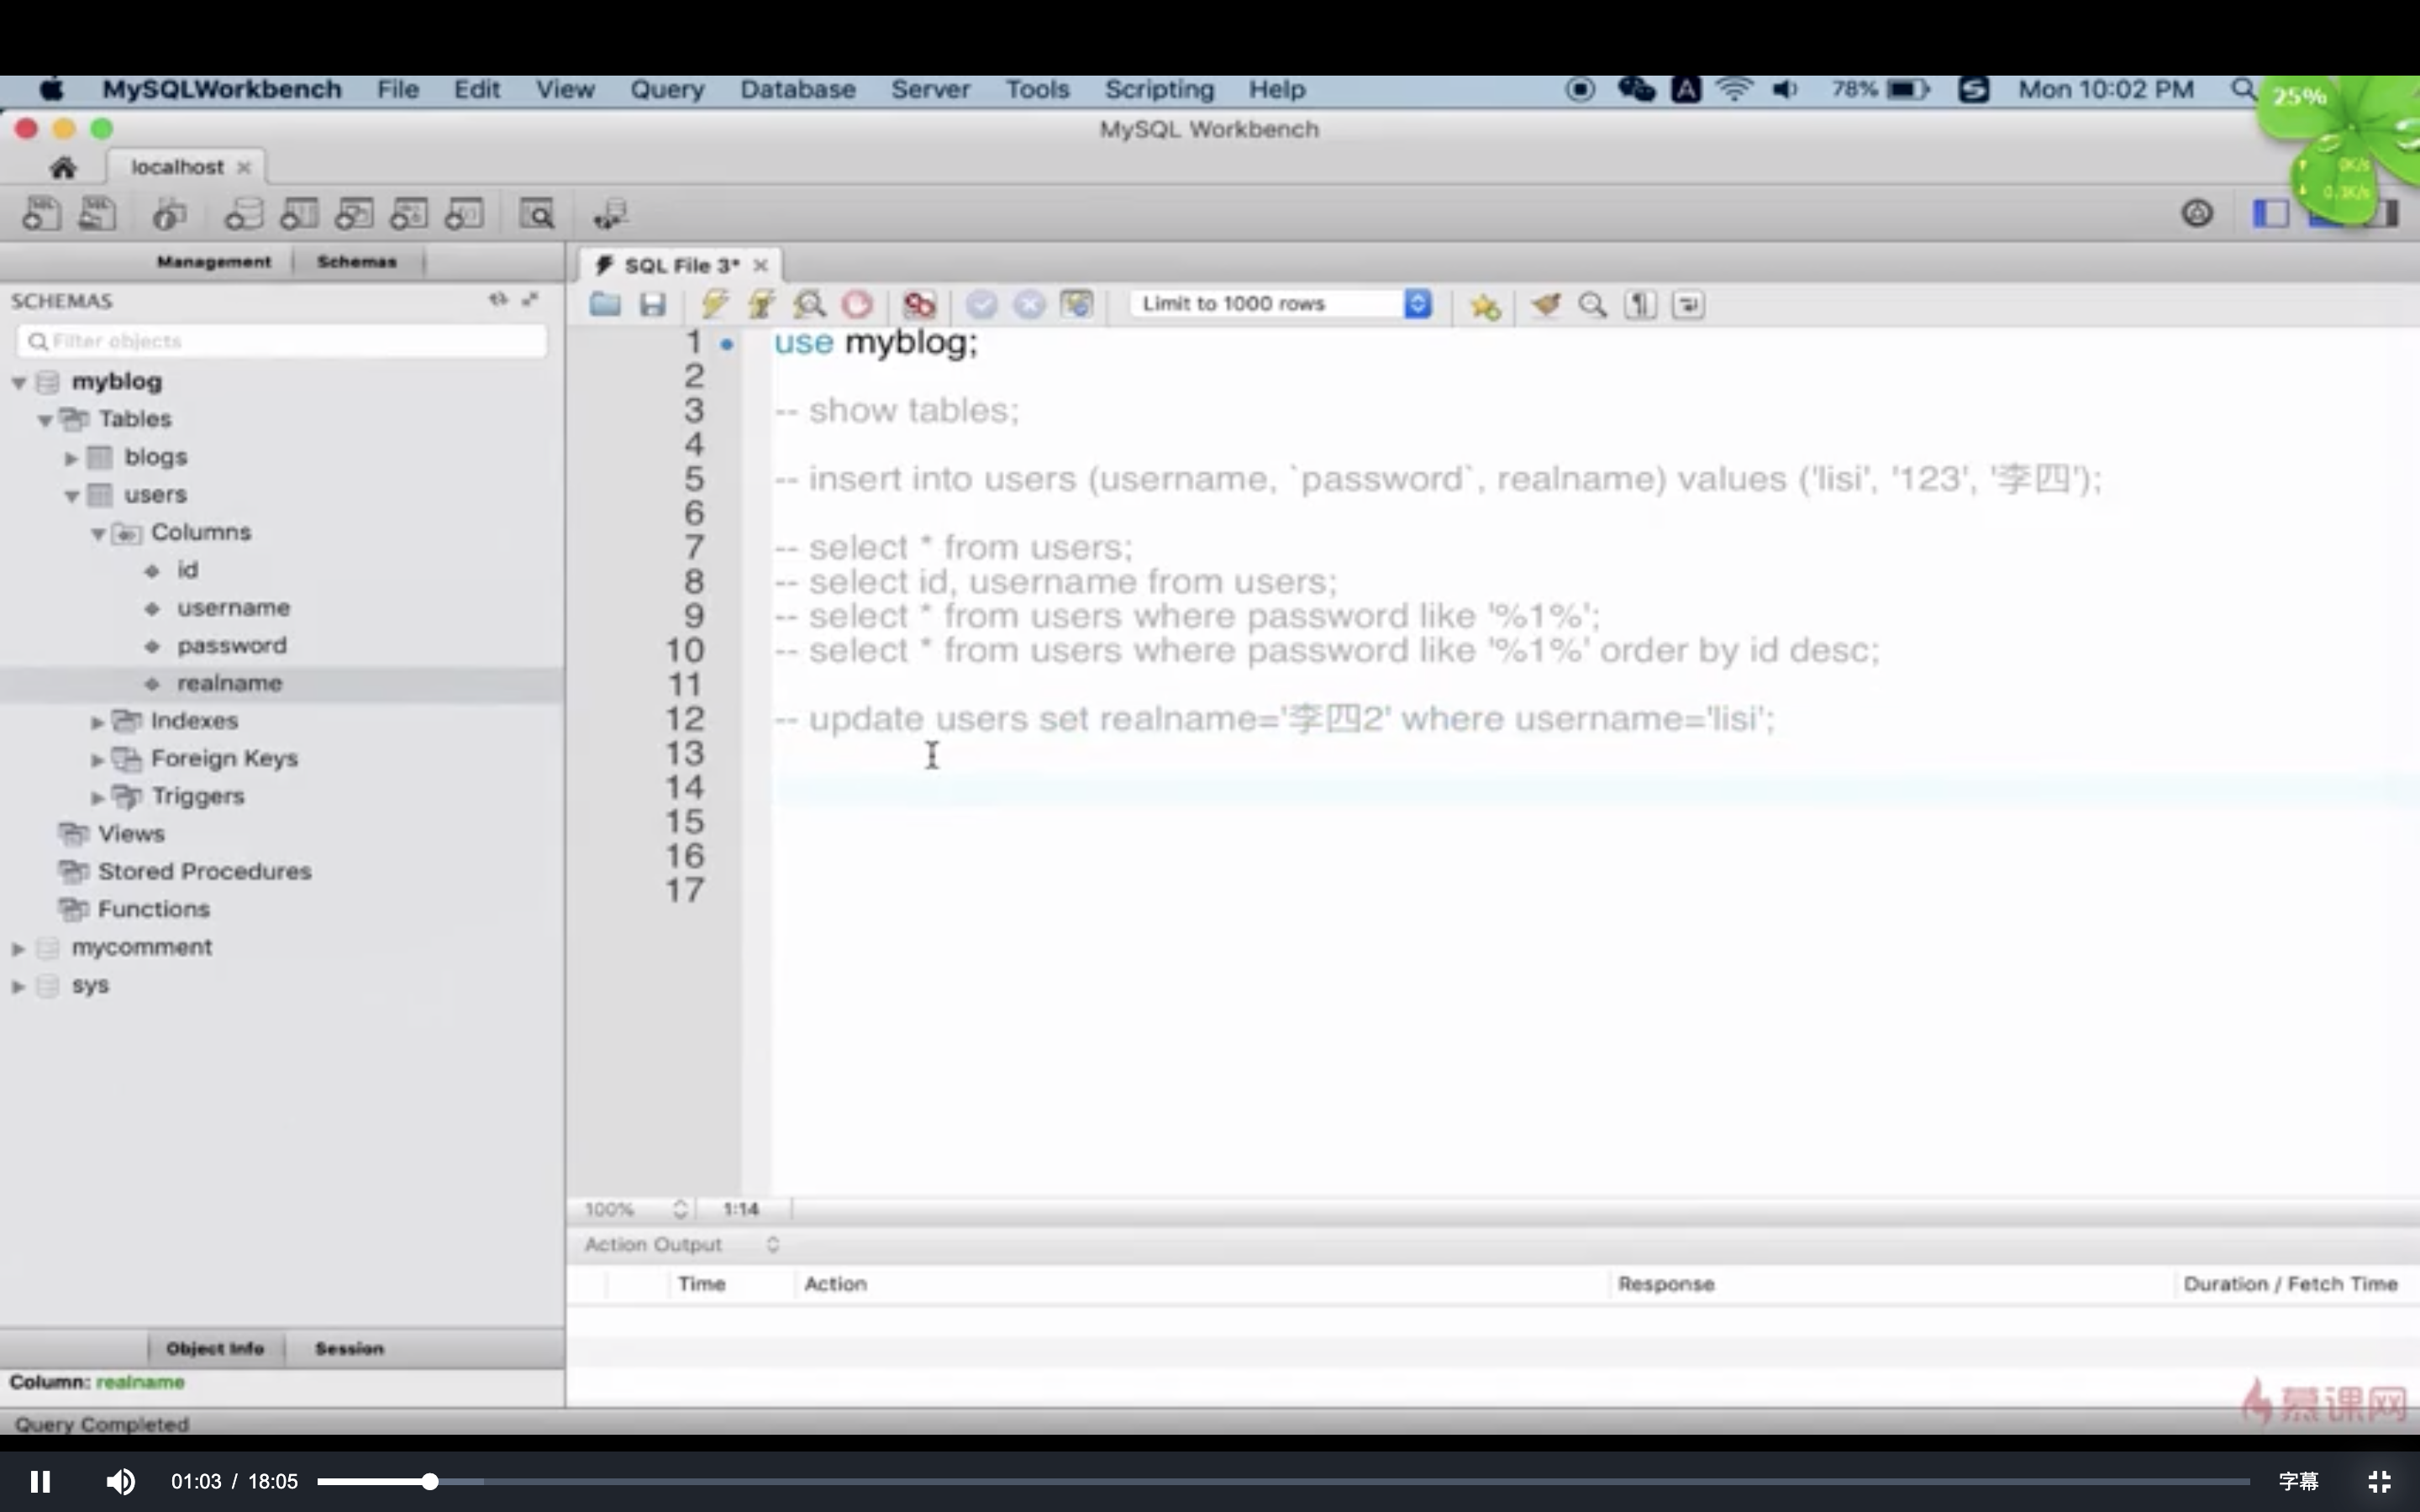 MySQLWorkbench File Edit View Query Database Server Tools Scripting Help 78% Mon 10:02 PM
25%
MySQL Workbench
localhost
0K/s
0.1K/s
Management Schemas
SQL File 3*
SCHEMAS
Limit to 1000 rows
Filter objects
myblog
Tables
blogs
users
Columns
id
username
password
realname
Indexes
Foreign Keys
Triggers
Views
Stored Procedures
Functions
mycomment
sys
1 use myblog;
2
3 -- show tables;
4
5 -- insert into users (username, `password`, realname) values ('lisi', '123', '李四');
6
7 -- select * from users;
8 -- select id, username from users;
9 -- select * from users where password like '%1%';
10 -- select * from users where password like '%1%' order by id desc;
11
12 -- update users set realname='李四2' where username='lisi';
13
14
15
16
17
100% 1:14
Action Output
Time Action Response Duration / Fetch Time
Object Info Session
Column: realname
慕课网
Query Completed
01:03 / 18:05 字幕